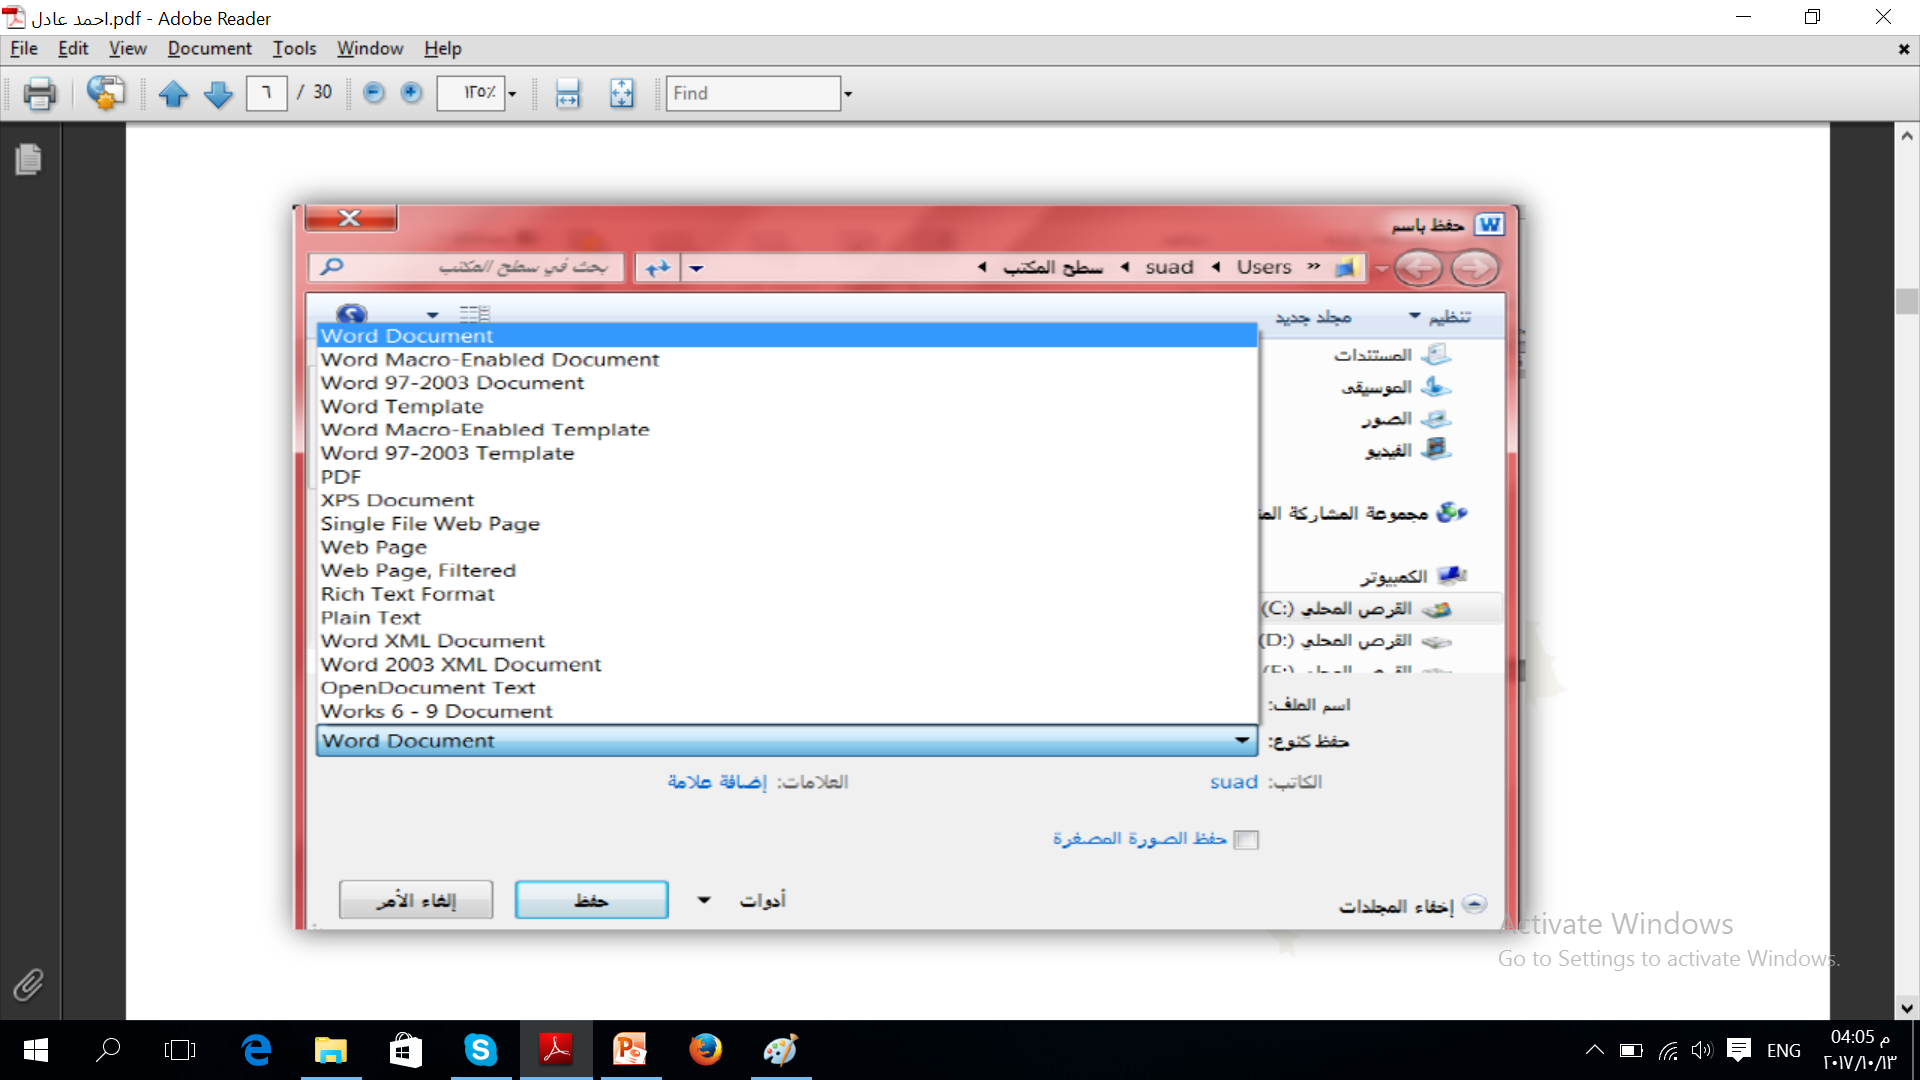 احمد عادل.pdf - Adobe Reader
File Edit View Document Tools Window Help
٦ / 30 ١٢٥٪ Find
حفظ باسم
Users suad سطح المكتب
بحث في سطح المكتب
تنظيم مجلد جديد
المستندات
الموسيقى
الصور
الفيديو
مجموعة المشاركة
الكمبيوتر
القرص المحلي (C:)
القرص المحلي (D:)
Word Document
Word Macro-Enabled Document
Word 97-2003 Document
Word Template
Word Macro-Enabled Template
Word 97-2003 Template
PDF
XPS Document
Single File Web Page
Web Page
Web Page, Filtered
Rich Text Format
Plain Text
Word XML Document
Word 2003 XML Document
OpenDocument Text
Works 6 - 9 Document
اسم الملف:
حفظ كنوع: Word Document
الكاتب: suad العلامات: إضافة علامة
حفظ الصورة المصغرة
إخفاء المجلدات أدوات حفظ إلغاء الأمر
Activate Windows
Go to Settings to activate Windows.
ENG
04:05 م
٢٠١٧/١٠/١٣